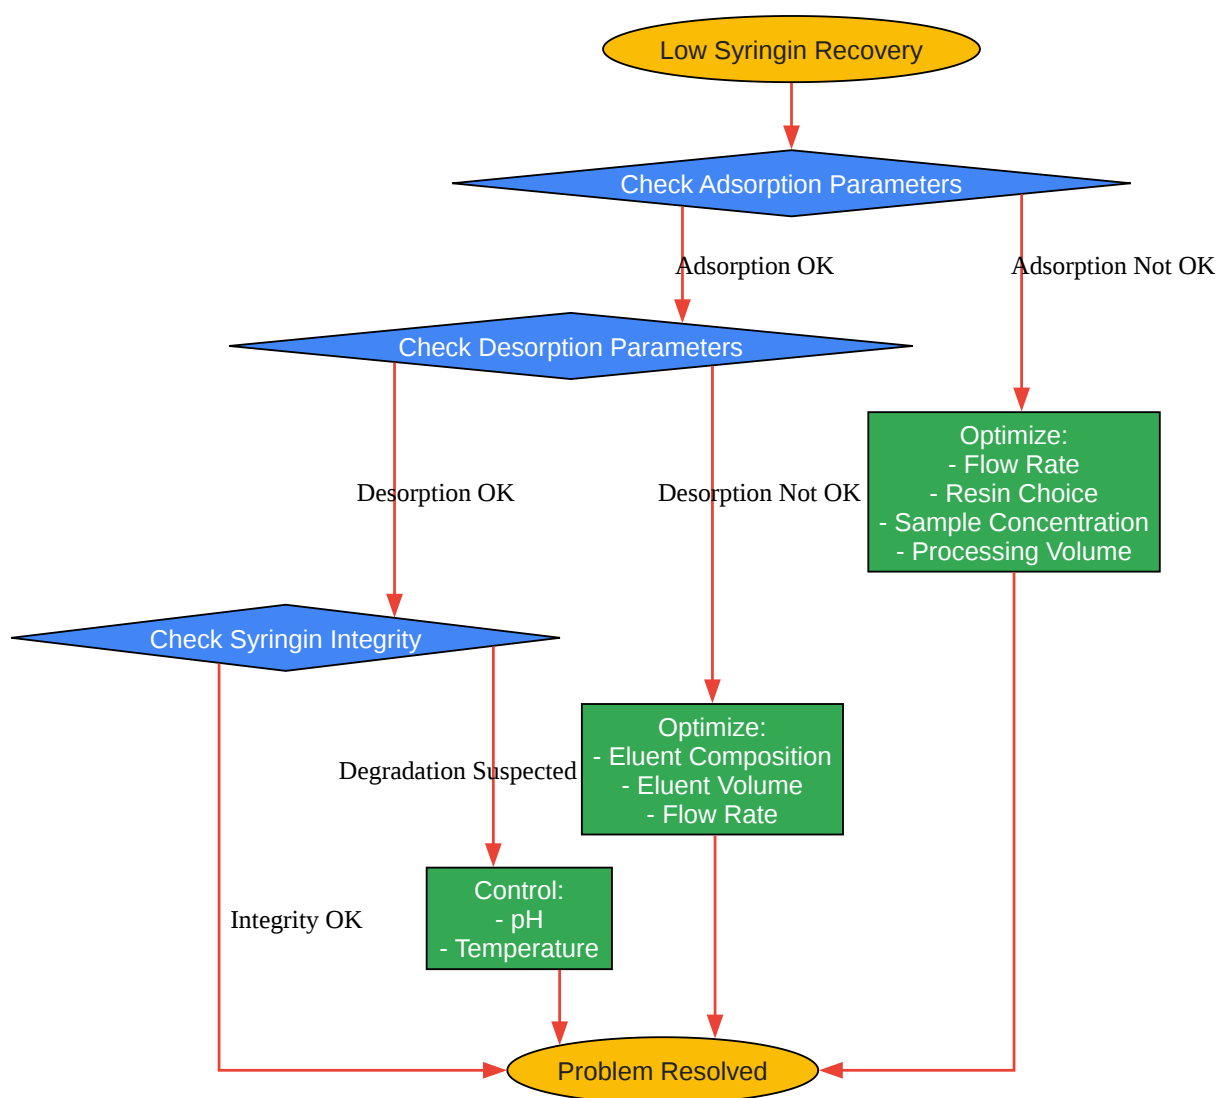 Low Syringin Recovery
Check Adsorption Parameters
Adsorption OK
Adsorption Not OK
Check Desorption Parameters
Optimize:
- Flow Rate
- Resin Choice
- Sample Concentration
- Processing Volume
Desorption OK
Desorption Not OK
Check Syringin Integrity
Optimize:
- Eluent Composition
- Eluent Volume
- Flow Rate
Degradation Suspected
Control:
- pH
- Temperature
Integrity OK
Problem Resolved